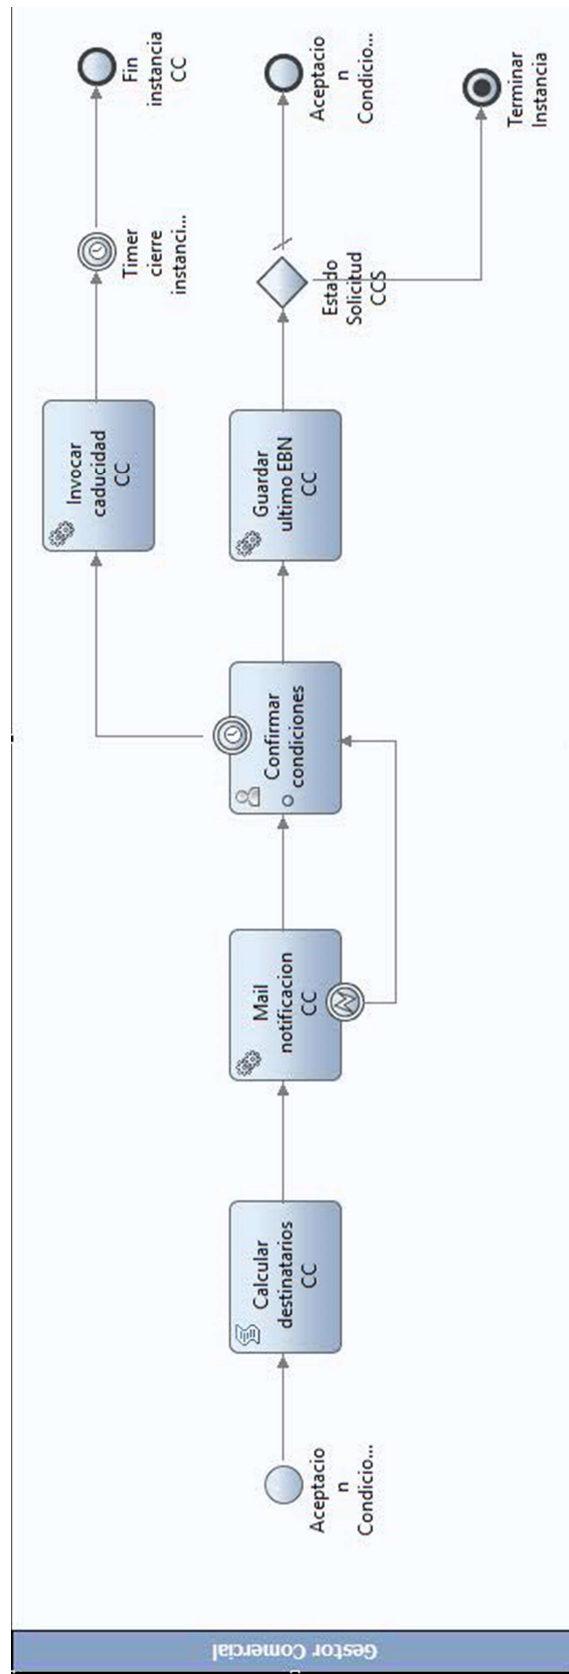 Gestor Comercial
Aceptacio
n
Condicio...
Calcular
destinatarios
CC
Mail
notificacion
CC
Confirmar
condiciones
Invocar
caducidad
CC
Timer
cierre
instanci...
Fin
instancia
CC
Guardar
ultimo EBN
CC
Estado
Solicitud
CCS
Aceptacio
n
Condicio...
Terminar
Instancia